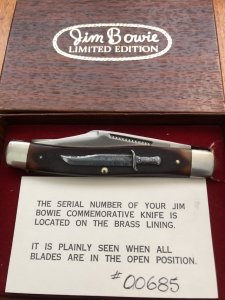 Jim Bowie
LIMITED EDITION
THE SERIAL NUMBER OF YOUR JIM
BOWIE COMMEMORATIVE KNIFE IS
LOCATED ON THE BRASS LINING.
IT IS PLAINLY SEEN WHEN ALL
BLADES ARE IN THE OPEN POSITION.
#00685